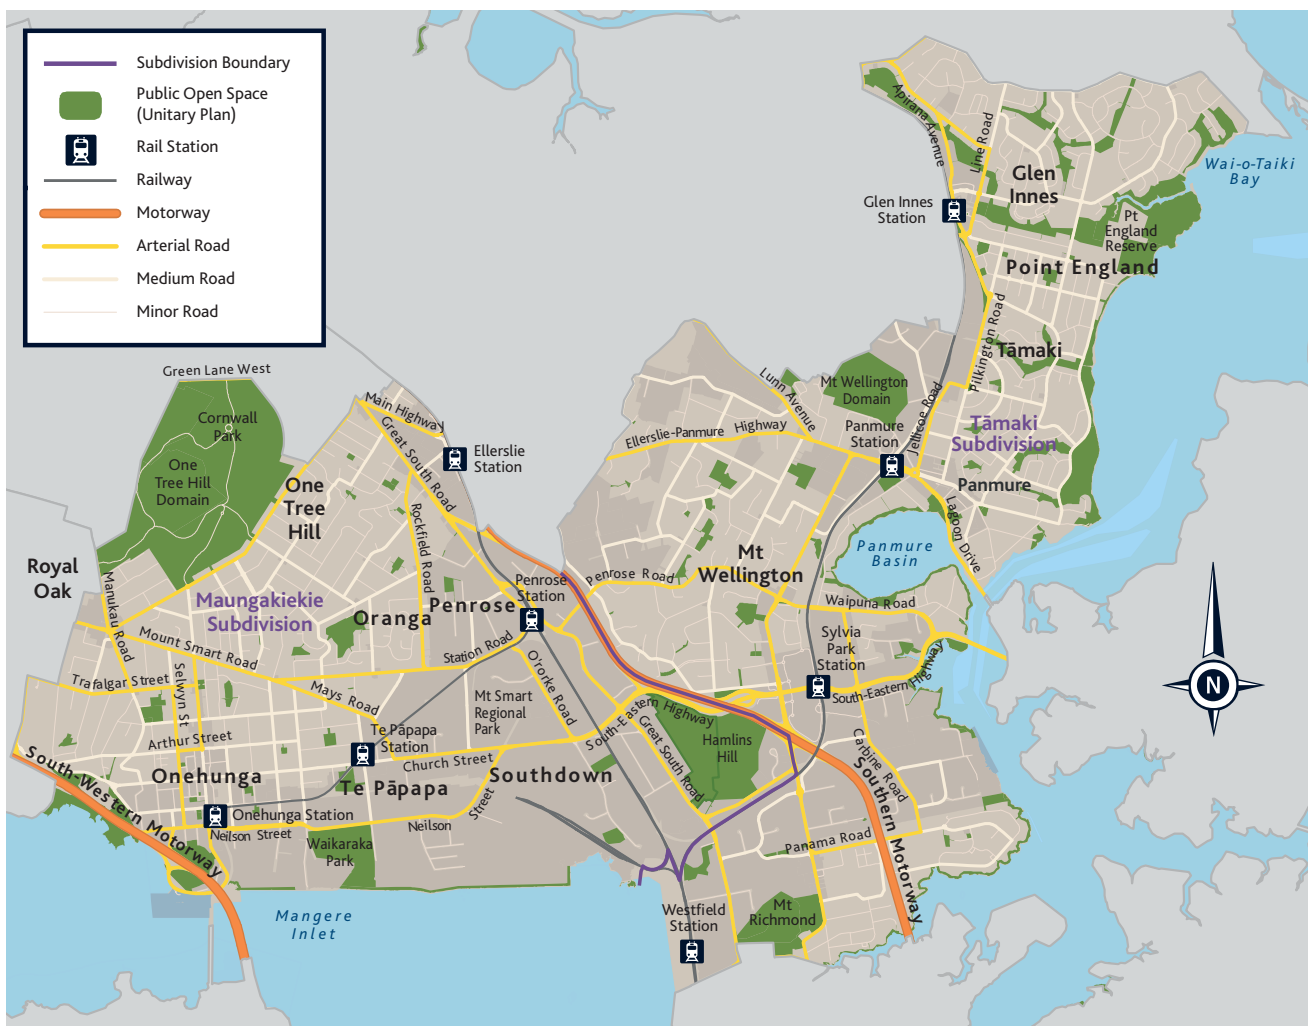 Subdivision Boundary
Public Open Space
(Unitary Plan)
Rail Station
Railway
Motorway
Arterial Road
Medium Road
Minor Road
Apirana Avenue
Line Road
Glen
Innes
Wai-o-Taiki
Bay
Glen Innes
Station
Pt
England
Reserve
Point England
Pilkington Road
Tāmaki
Green Lane West
Cornwall
Park
One
Tree Hill
Domain
Main Highway
Great South Road
Ellerslie
Station
Lunn Avenue
Mt Wellington
Domain
Ellerslie-Panmure Highway
Panmure
Station
Jellicoe Road
Tāmaki
Subdivision
Panmure
Lagoon Drive
One
Tree
Hill
Rockfield Road
Royal
Oak
Manukau Road
Maungakiekie
Subdivision
Oranga
Penrose
Penrose
Station
Penrose Road
Mt
Wellington
Panmure
Basin
Waipuna Road
Sylvia
Park
Station
South-Eastern Highway
Mount Smart Road
Station Road
O'rorke Road
Trafalgar Street
Selwyn St
Mays Road
Mt Smart
Regional
Park
South-Eastern Highway
Great South Road
Hamlins
Hill
Carbine Road
Arthur Street
Te Pāpapa
Station
Church Street
Onehunga
Te Pāpapa
Southdown
South-Western Motorway
Onehunga Station
Neilson Street
Neilson Street
Waikaraka
Park
Southern Motorway
Panama Road
Mangere
Inlet
Westfield
Station
Mt
Richmond
N